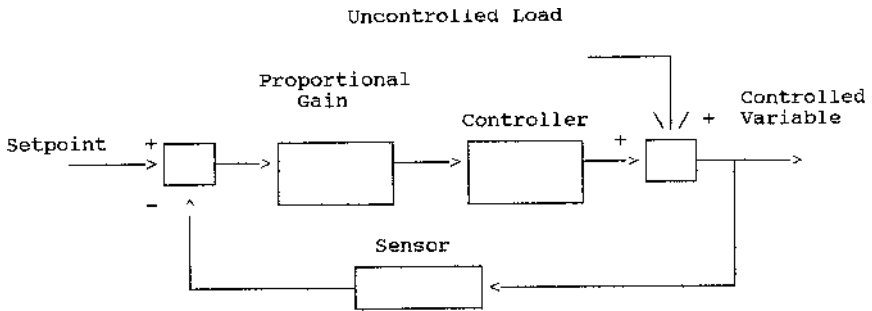 Uncontrolled Load
Proportional
Gain
Controller
Controlled
Variable
Setpoint
+
+
+
-
Sensor